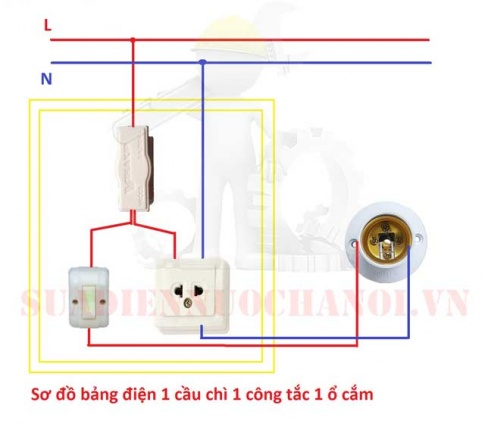 L
N
SUADIENNUOCHANOI.VN
Sơ đồ bảng điện 1 cầu chì 1 công tắc 1 ổ cắm